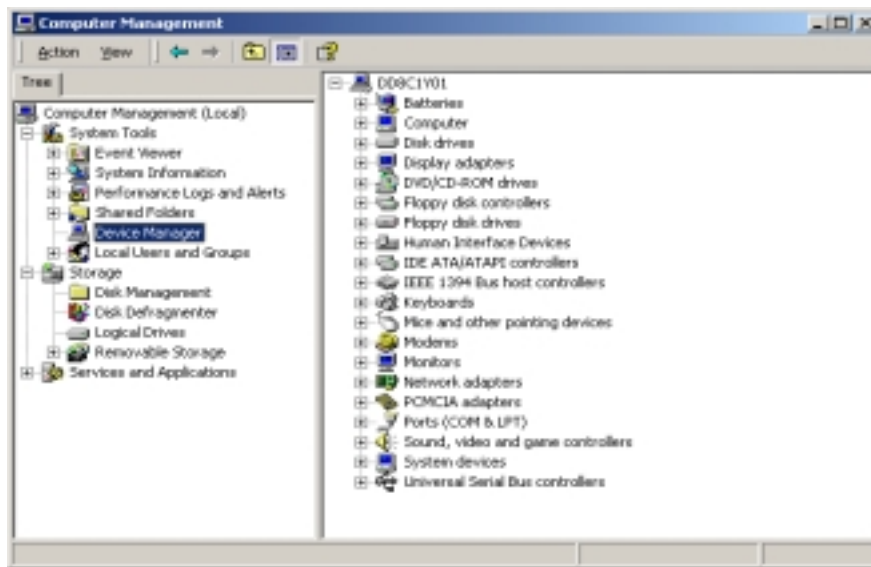 Computer Management
Action View
Tree
Computer Management (Local)
System Tools
Event Viewer
System Information
Performance Logs and Alerts
Shared Folders
Device Manager
Local Users and Groups
Storage
Disk Management
Disk Defragmenter
Logical Drives
Removable Storage
Services and Applications
DD8C1Y01
Batteries
Computer
Disk drives
Display adapters
DVD/CD-ROM drives
Floppy disk controllers
Floppy disk drives
Human Interface Devices
IDE ATA/ATAPI controllers
IEEE 1394 Bus host controllers
Keyboards
Mice and other pointing devices
Modems
Monitors
Network adapters
PCMCIA adapters
Ports (COM & LPT)
Sound, video and game controllers
System devices
Universal Serial Bus controllers